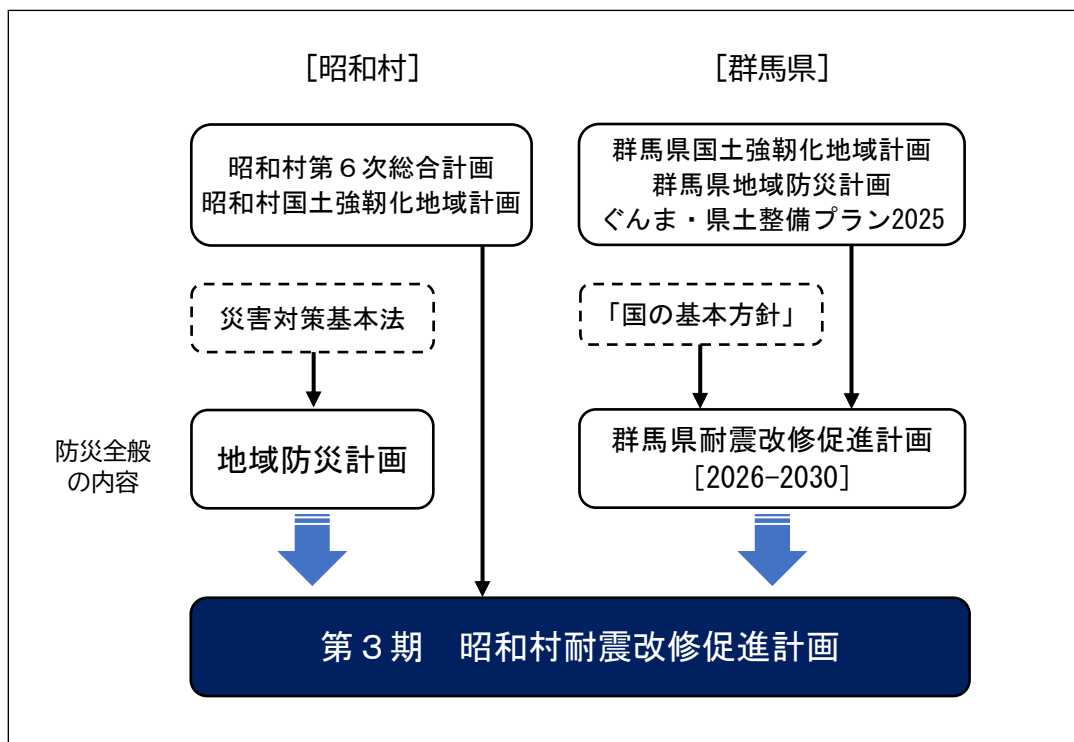 ［昭和村］
［群馬県］
昭和村第６次総合計画
昭和村国土強靭化地域計画
群馬県国土強靭化地域計画
群馬県地域防災計画
ぐんま・県土整備プラン2025
災害対策基本法
「国の基本方針」
防災全般
の内容
地域防災計画
群馬県耐震改修促進計画
［2026−2030］
第３期　昭和村耐震改修促進計画